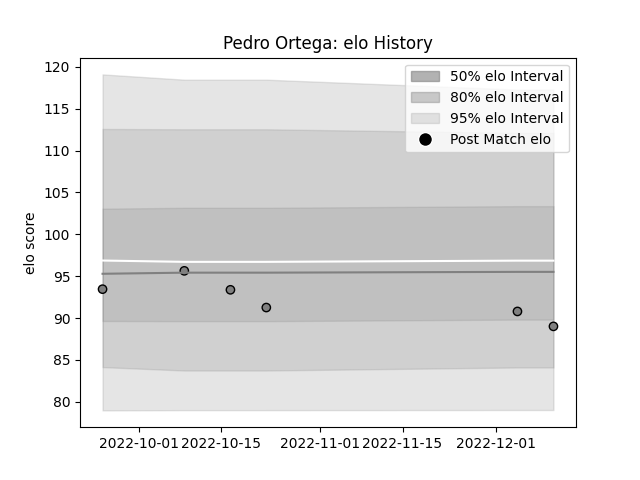 Pedro Ortega: elo History
120
115
110
105
100
95
90
85
80
elo score
50% elo Interval
80% elo Interval
95% elo Interval
Post Match elo
2022-10-01
2022-10-15
2022-11-01
2022-11-15
2022-12-01